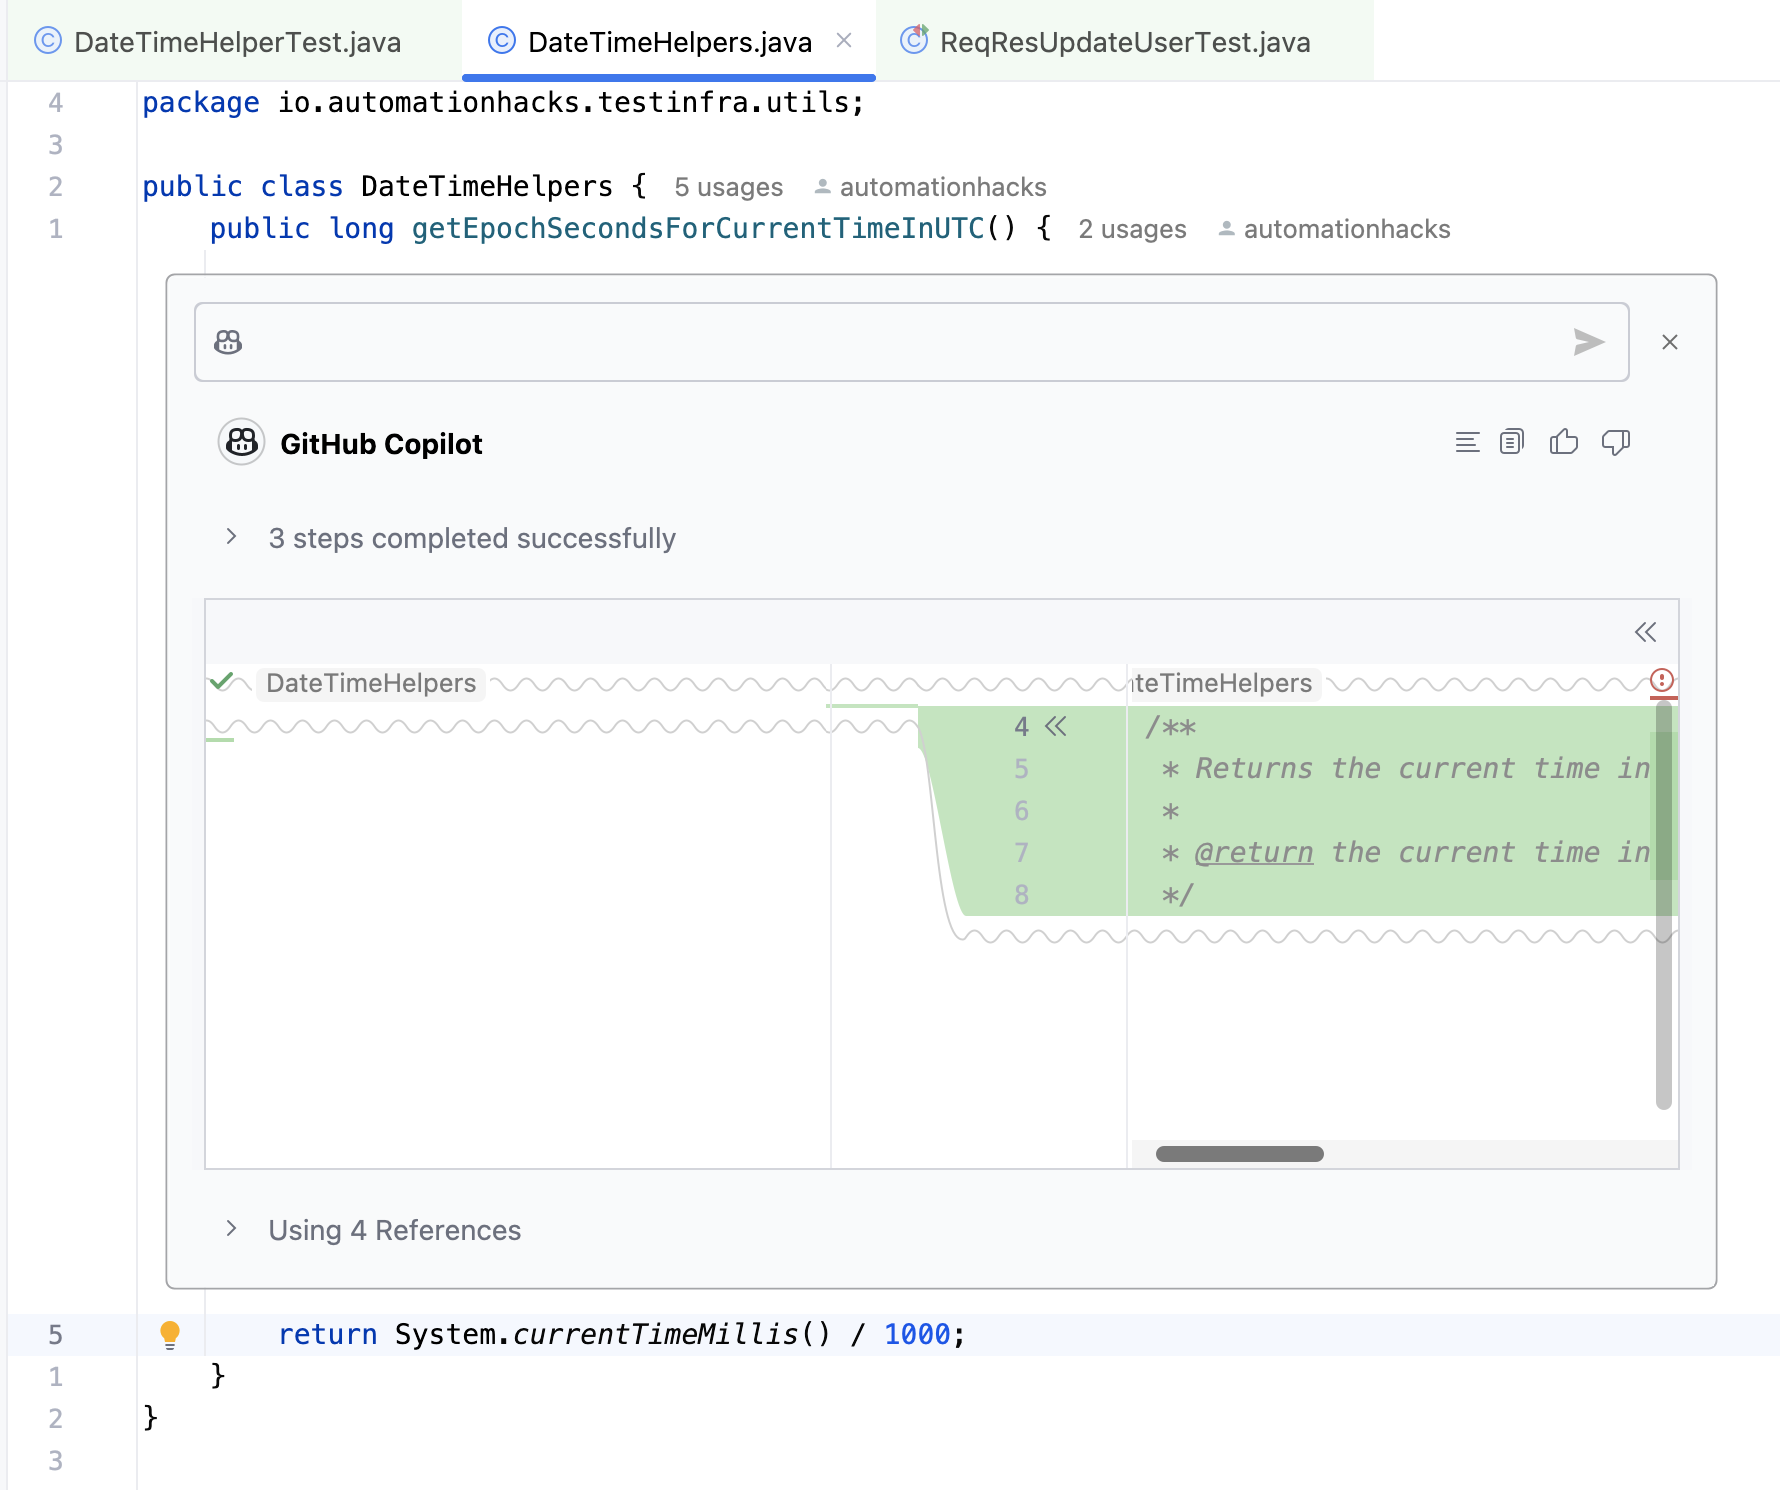 DateTimeHelperTest.java DateTimeHelpers.java ReqResUpdateUserTest.java
4 package io.automationhacks.testinfra.utils;
3
2 public class DateTimeHelpers { 5 usages automationhacks
1 public long getEpochSecondsForCurrentTimeInUTC() { 2 usages automationhacks
GitHub Copilot
3 steps completed successfully
DateTimeHelpers teTimeHelpers
4 /**
5 * Returns the current time in
6 *
7 * @return the current time in
8 */
Using 4 References
5 return System.currentTimeMillis() / 1000;
1 }
2 }
3